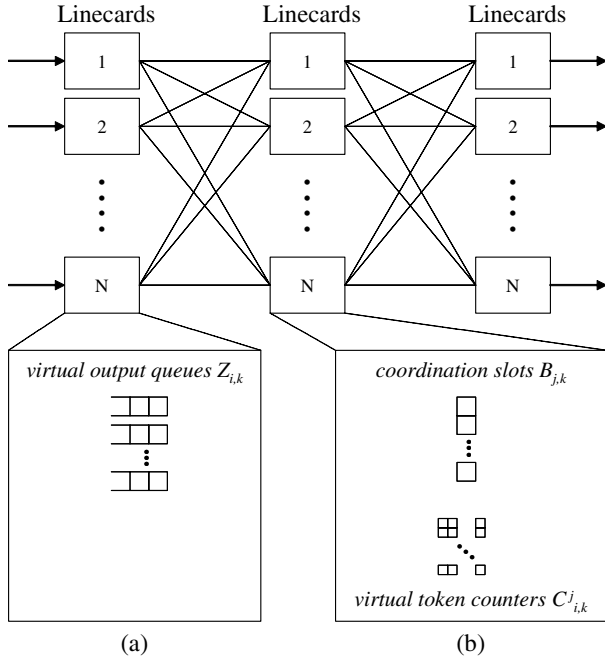 Linecards Linecards Linecards
1 1 1
2 2 2
N N N
virtual output queues Z_{i,k}
coordination slots B_{j,k}
virtual token counters C^j_{i,k}
(a) (b)